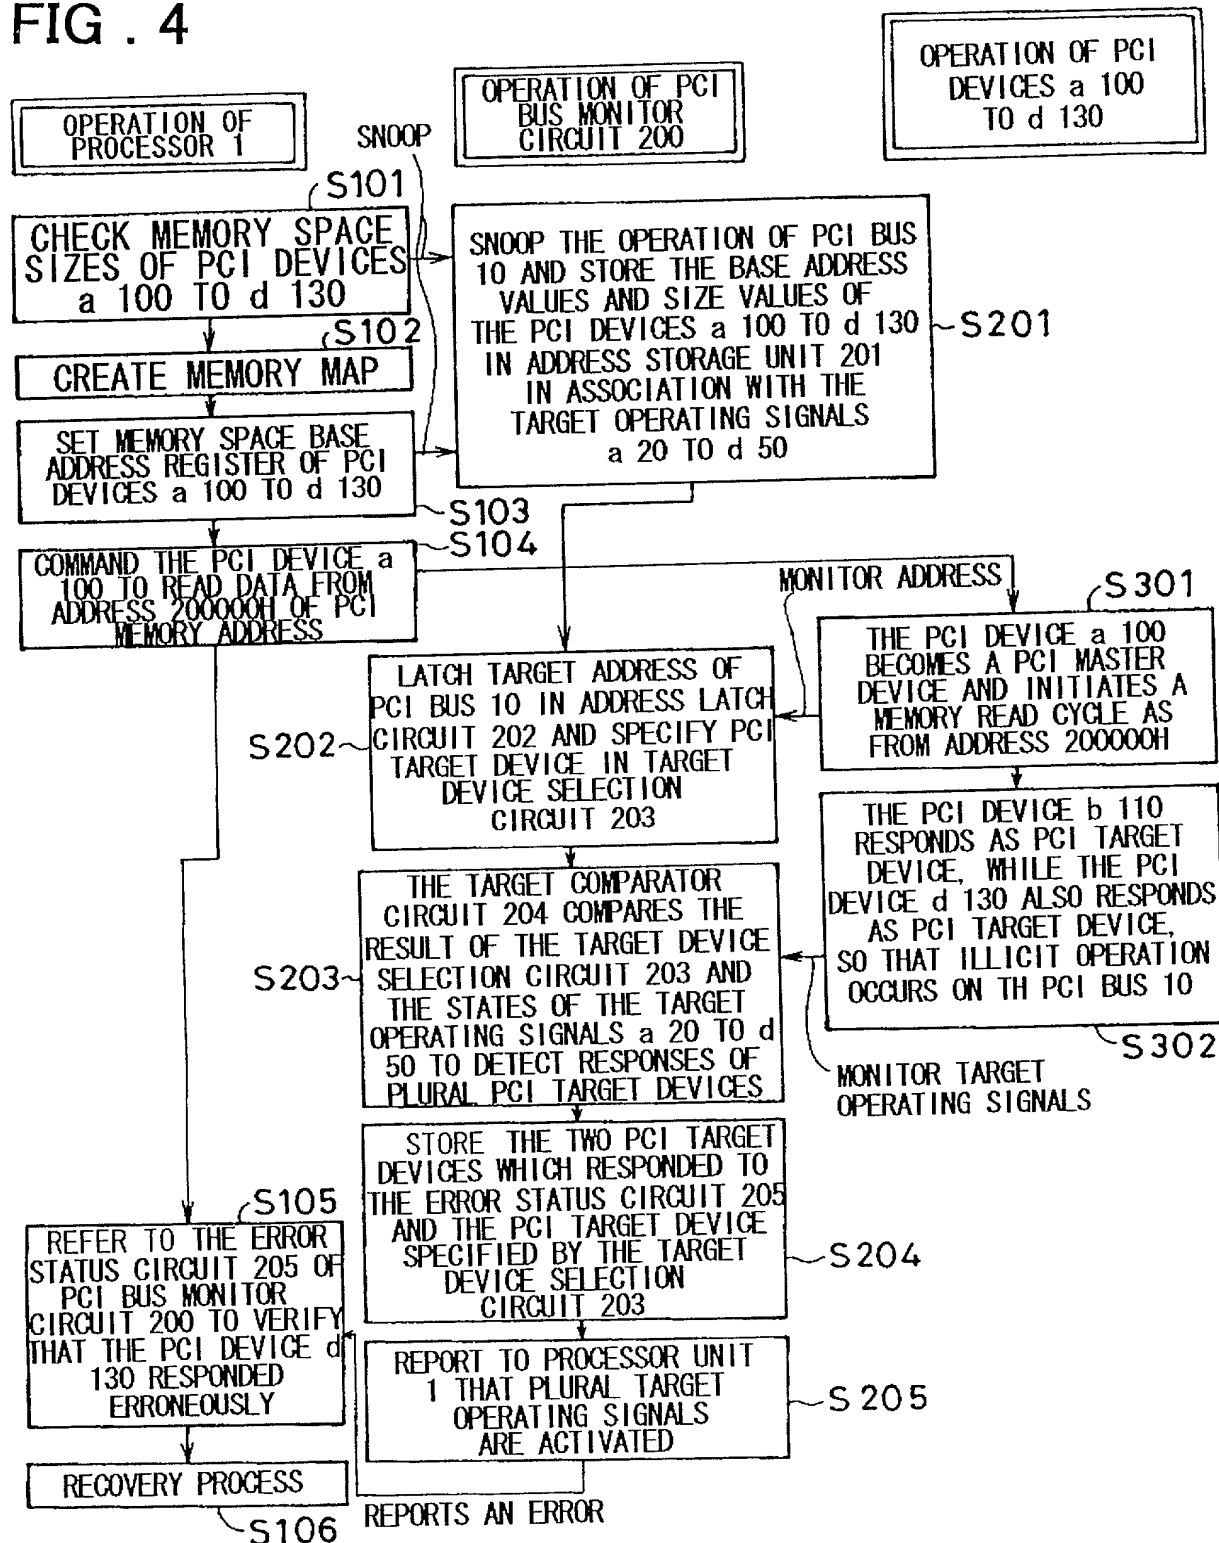 FIG . 4
OPERATION OF
PROCESSOR 1
SNOOP
OPERATION OF PCI
BUS MONITOR
CIRCUIT 200
OPERATION OF PCI
DEVICES a 100
TO d 130
S101
CHECK MEMORY SPACE
SIZES OF PCI DEVICES
a 100 TO d 130
S102
CREATE MEMORY MAP
SET MEMORY SPACE BASE
ADDRESS REGISTER OF PCI
DEVICES a 100 TO d 130
S103
S104
COMMAND THE PCI DEVICE a
100 TO READ DATA FROM
ADDRESS 200000H OF PCI
MEMORY ADDRESS
SNOOP THE OPERATION OF PCI BUS
10 AND STORE THE BASE ADDRESS
VALUES AND SIZE VALUES OF
THE PCI DEVICES a 100 TO d 130
IN ADDRESS STORAGE UNIT 201
IN ASSOCIATION WITH THE
TARGET OPERATING SIGNALS
a 20 TO d 50
S201
MONITOR ADDRESS
S301
THE PCI DEVICE a 100
BECOMES A PCI MASTER
DEVICE AND INITIATES A
MEMORY READ CYCLE AS
FROM ADDRESS 200000H
LATCH TARGET ADDRESS OF
PCI BUS 10 IN ADDRESS LATCH
CIRCUIT 202 AND SPECIFY PCI
TARGET DEVICE IN TARGET
DEVICE SELECTION
CIRCUIT 203
S202
THE PCI DEVICE b 110
RESPONDS AS PCI TARGET
DEVICE, WHILE THE PCI
DEVICE d 130 ALSO RESPONDS
AS PCI TARGET DEVICE,
SO THAT ILLICIT OPERATION
OCCURS ON TH PCI BUS 10
S302
THE TARGET COMPARATOR
CIRCUIT 204 COMPARES THE
RESULT OF THE TARGET DEVICE
SELECTION CIRCUIT 203 AND
THE STATES OF THE TARGET
OPERATING SIGNALS a 20 TO d
50 TO DETECT RESPONSES OF
PLURAL PCI TARGET DEVICES
S203
MONITOR TARGET
OPERATING SIGNALS
STORE THE TWO PCI TARGET
DEVICES WHICH RESPONDED TO
THE ERROR STATUS CIRCUIT 205
AND THE PCI TARGET DEVICE
SPECIFIED BY THE TARGET
DEVICE SELECTION
CIRCUIT 203
S204
S105
REFER TO THE ERROR
STATUS CIRCUIT 205 OF
PCI BUS MONITOR
CIRCUIT 200 TO VERIFY
THAT THE PCI DEVICE d
130 RESPONDED
ERRONEOUSLY
REPORT TO PROCESSOR UNIT
1 THAT PLURAL TARGET
OPERATING SIGNALS
ARE ACTIVATED
S205
RECOVERY PROCESS
S106
REPORTS AN ERROR